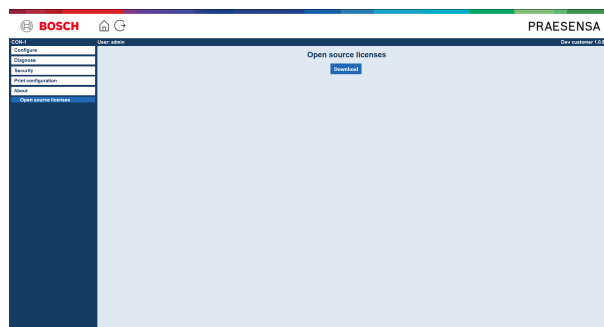 BOSCH
PRAESENSA
CON-1
User: admin
Dev customer 1.0.6
Configure
Open source licenses
Diagnose
Download
Security
Print configuration
About
Open source licenses